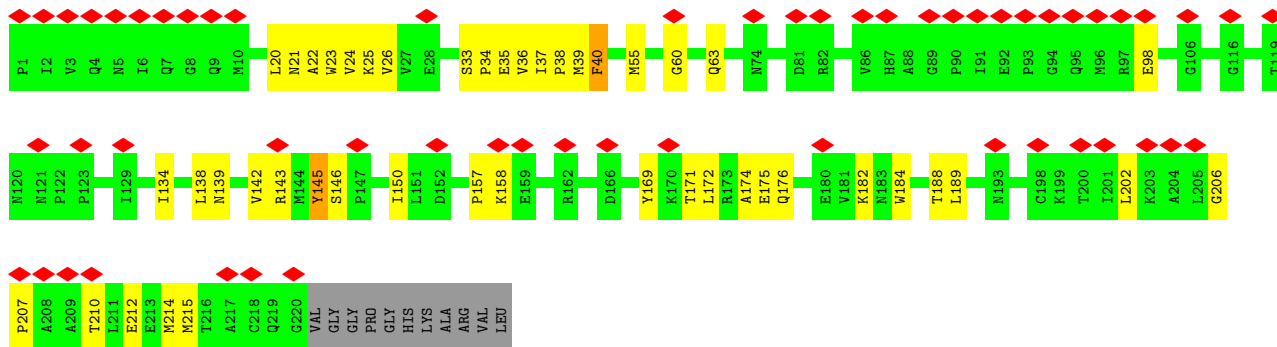 P1 I2 V3 Q4 N5 I6 Q7 G8 Q9 M10 L20 N21 A22 W23 V24 K25 V26 V27 E28 S33 P34 E35 V36 I37 P38 M39 F40 M55 G60 Q63 N74 D81 R82 V86 H87 A88 G89 P90 I91 E92 P93 G94 Q95 M96 R97 E98 G106 G116 T119
N120 N121 P122 P123 I129 I134 L138 N139 V142 R143 M144 Y145 S146 P147 I150 L151 D152 P157 K158 E159 R162 D166 Y169 K170 T171 L172 R173 A174 E175 Q176 E180 V181 K182 N183 W184 T188 L189 N193 C198 K199 T200 I201 L202 K203 A204 L205 G206
P207 A208 A209 T210 L211 E212 E213 M214 M215 T216 A217 C218 Q219 G220 VAL GLY GLY PRO GLY HIS LYS ALA ARG VAL LEU